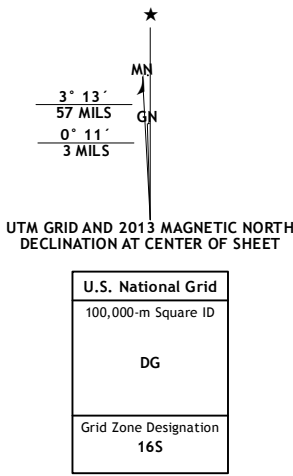 ★
MN
3° 13´
57 MILS
GN
0° 11´
3 MILS
UTM GRID AND 2013 MAGNETIC NORTH
DECLINATION AT CENTER OF SHEET
U.S. National Grid
100,000-m Square ID
DG
Grid Zone Designation
16S